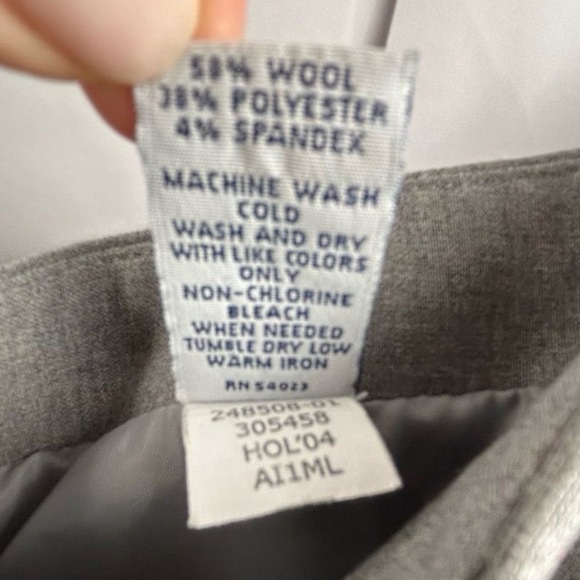 58% WOOL
38% POLYESTER
4% SPANDEX
MACHINE WASH
COLD
WASH AND DRY
WITH LIKE COLORS
ONLY
NON-CHLORINE
BLEACH
WHEN NEEDED
TUMBLE DRY LOW
WARM IRON
RN 54023
248508-01
305458
HOL'04
AI1ML